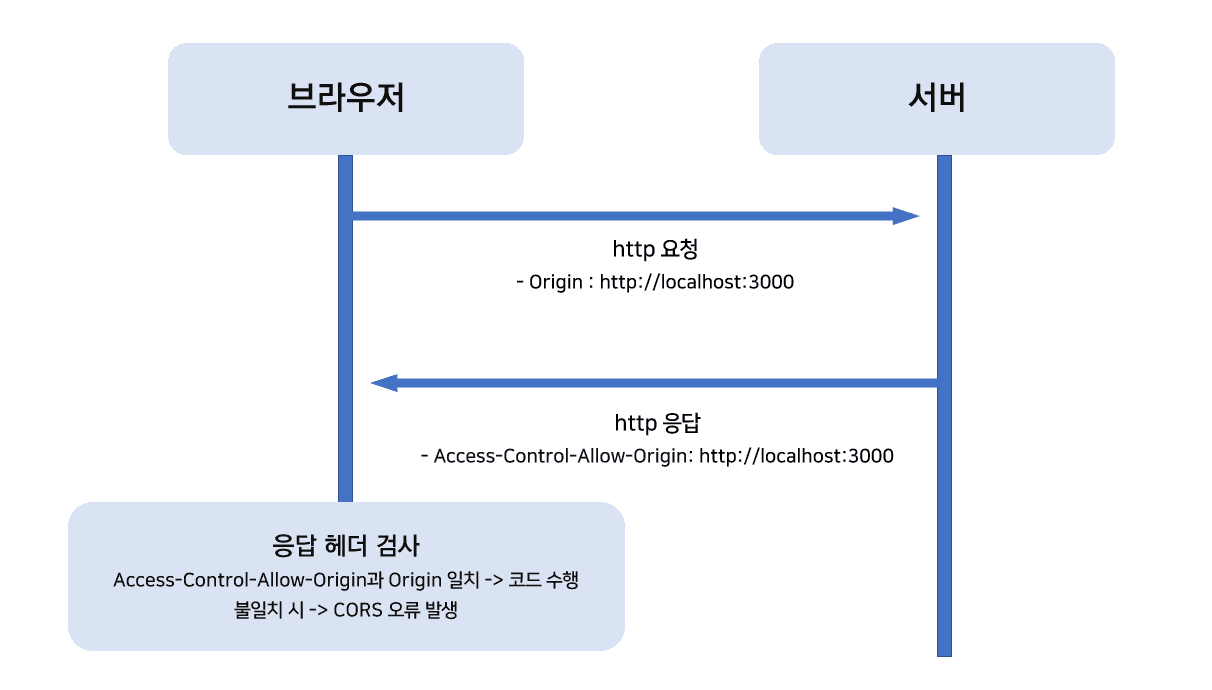 브라우저
서버
http 요청
- Origin : http://localhost:3000
http 응답
- Access-Control-Allow-Origin: http://localhost:3000
응답 헤더 검사
Access-Control-Allow-Origin과 Origin 일치 -> 코드 수행
불일치 시 -> CORS 오류 발생